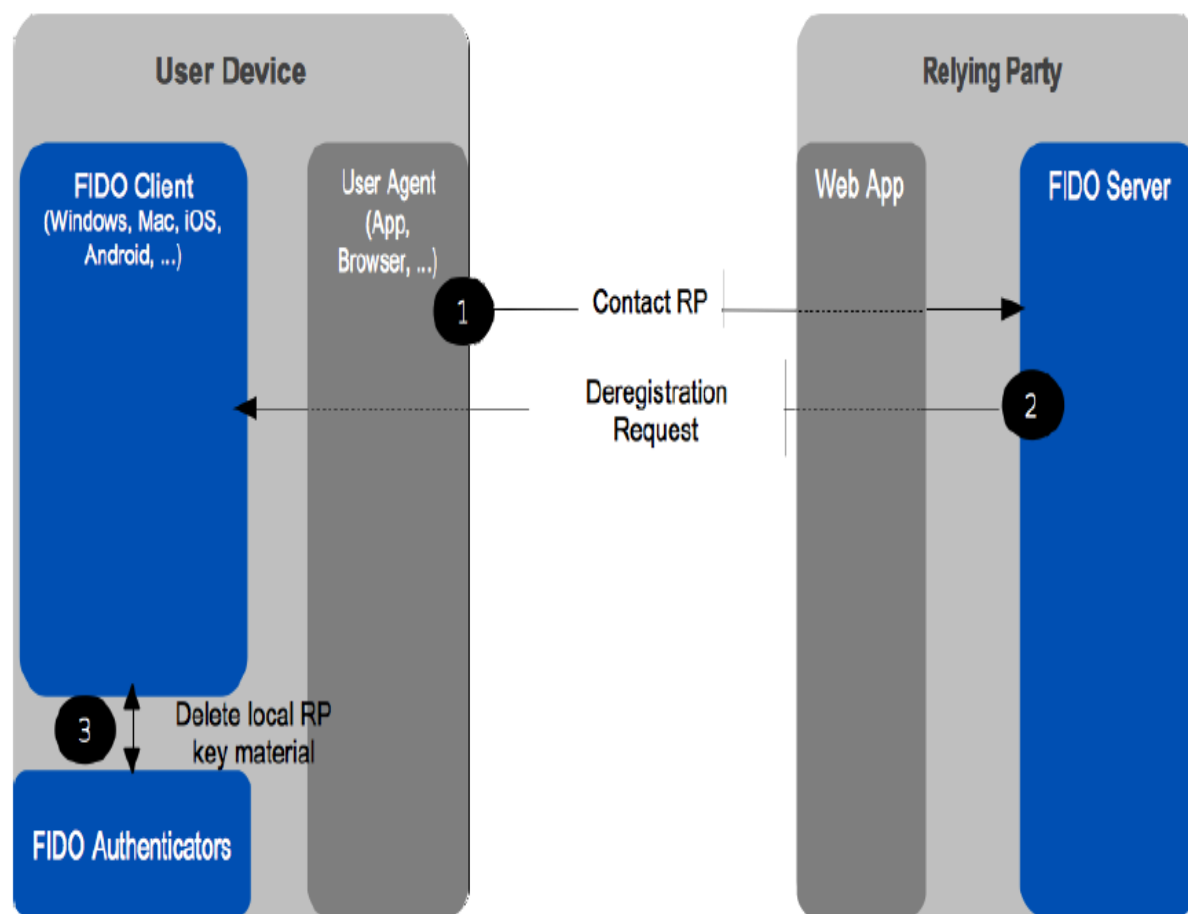 User Device
Relying Party
FIDO Client
(Windows, Mac, iOS,
Android, ...)
User Agent
(App,
Browser, ...)
Web App
FIDO Server
1
Contact RP
Deregistration
Request
2
3
Delete local RP
key material
FIDO Authenticators